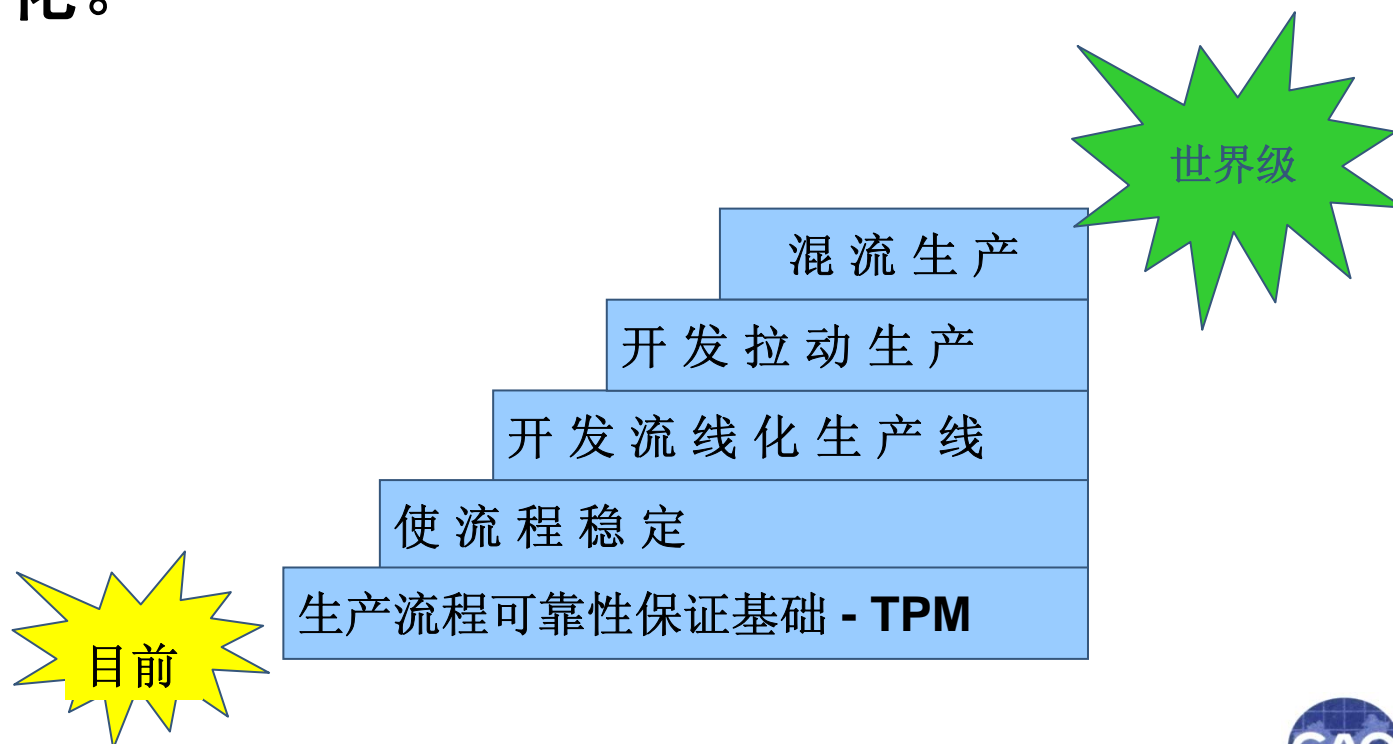 化。
世界级
混 流 生 产
开 发 拉 动 生 产
开 发 流 线 化 生 产 线
使 流 程 稳 定
生产流程可靠性保证基础 - TPM
目前